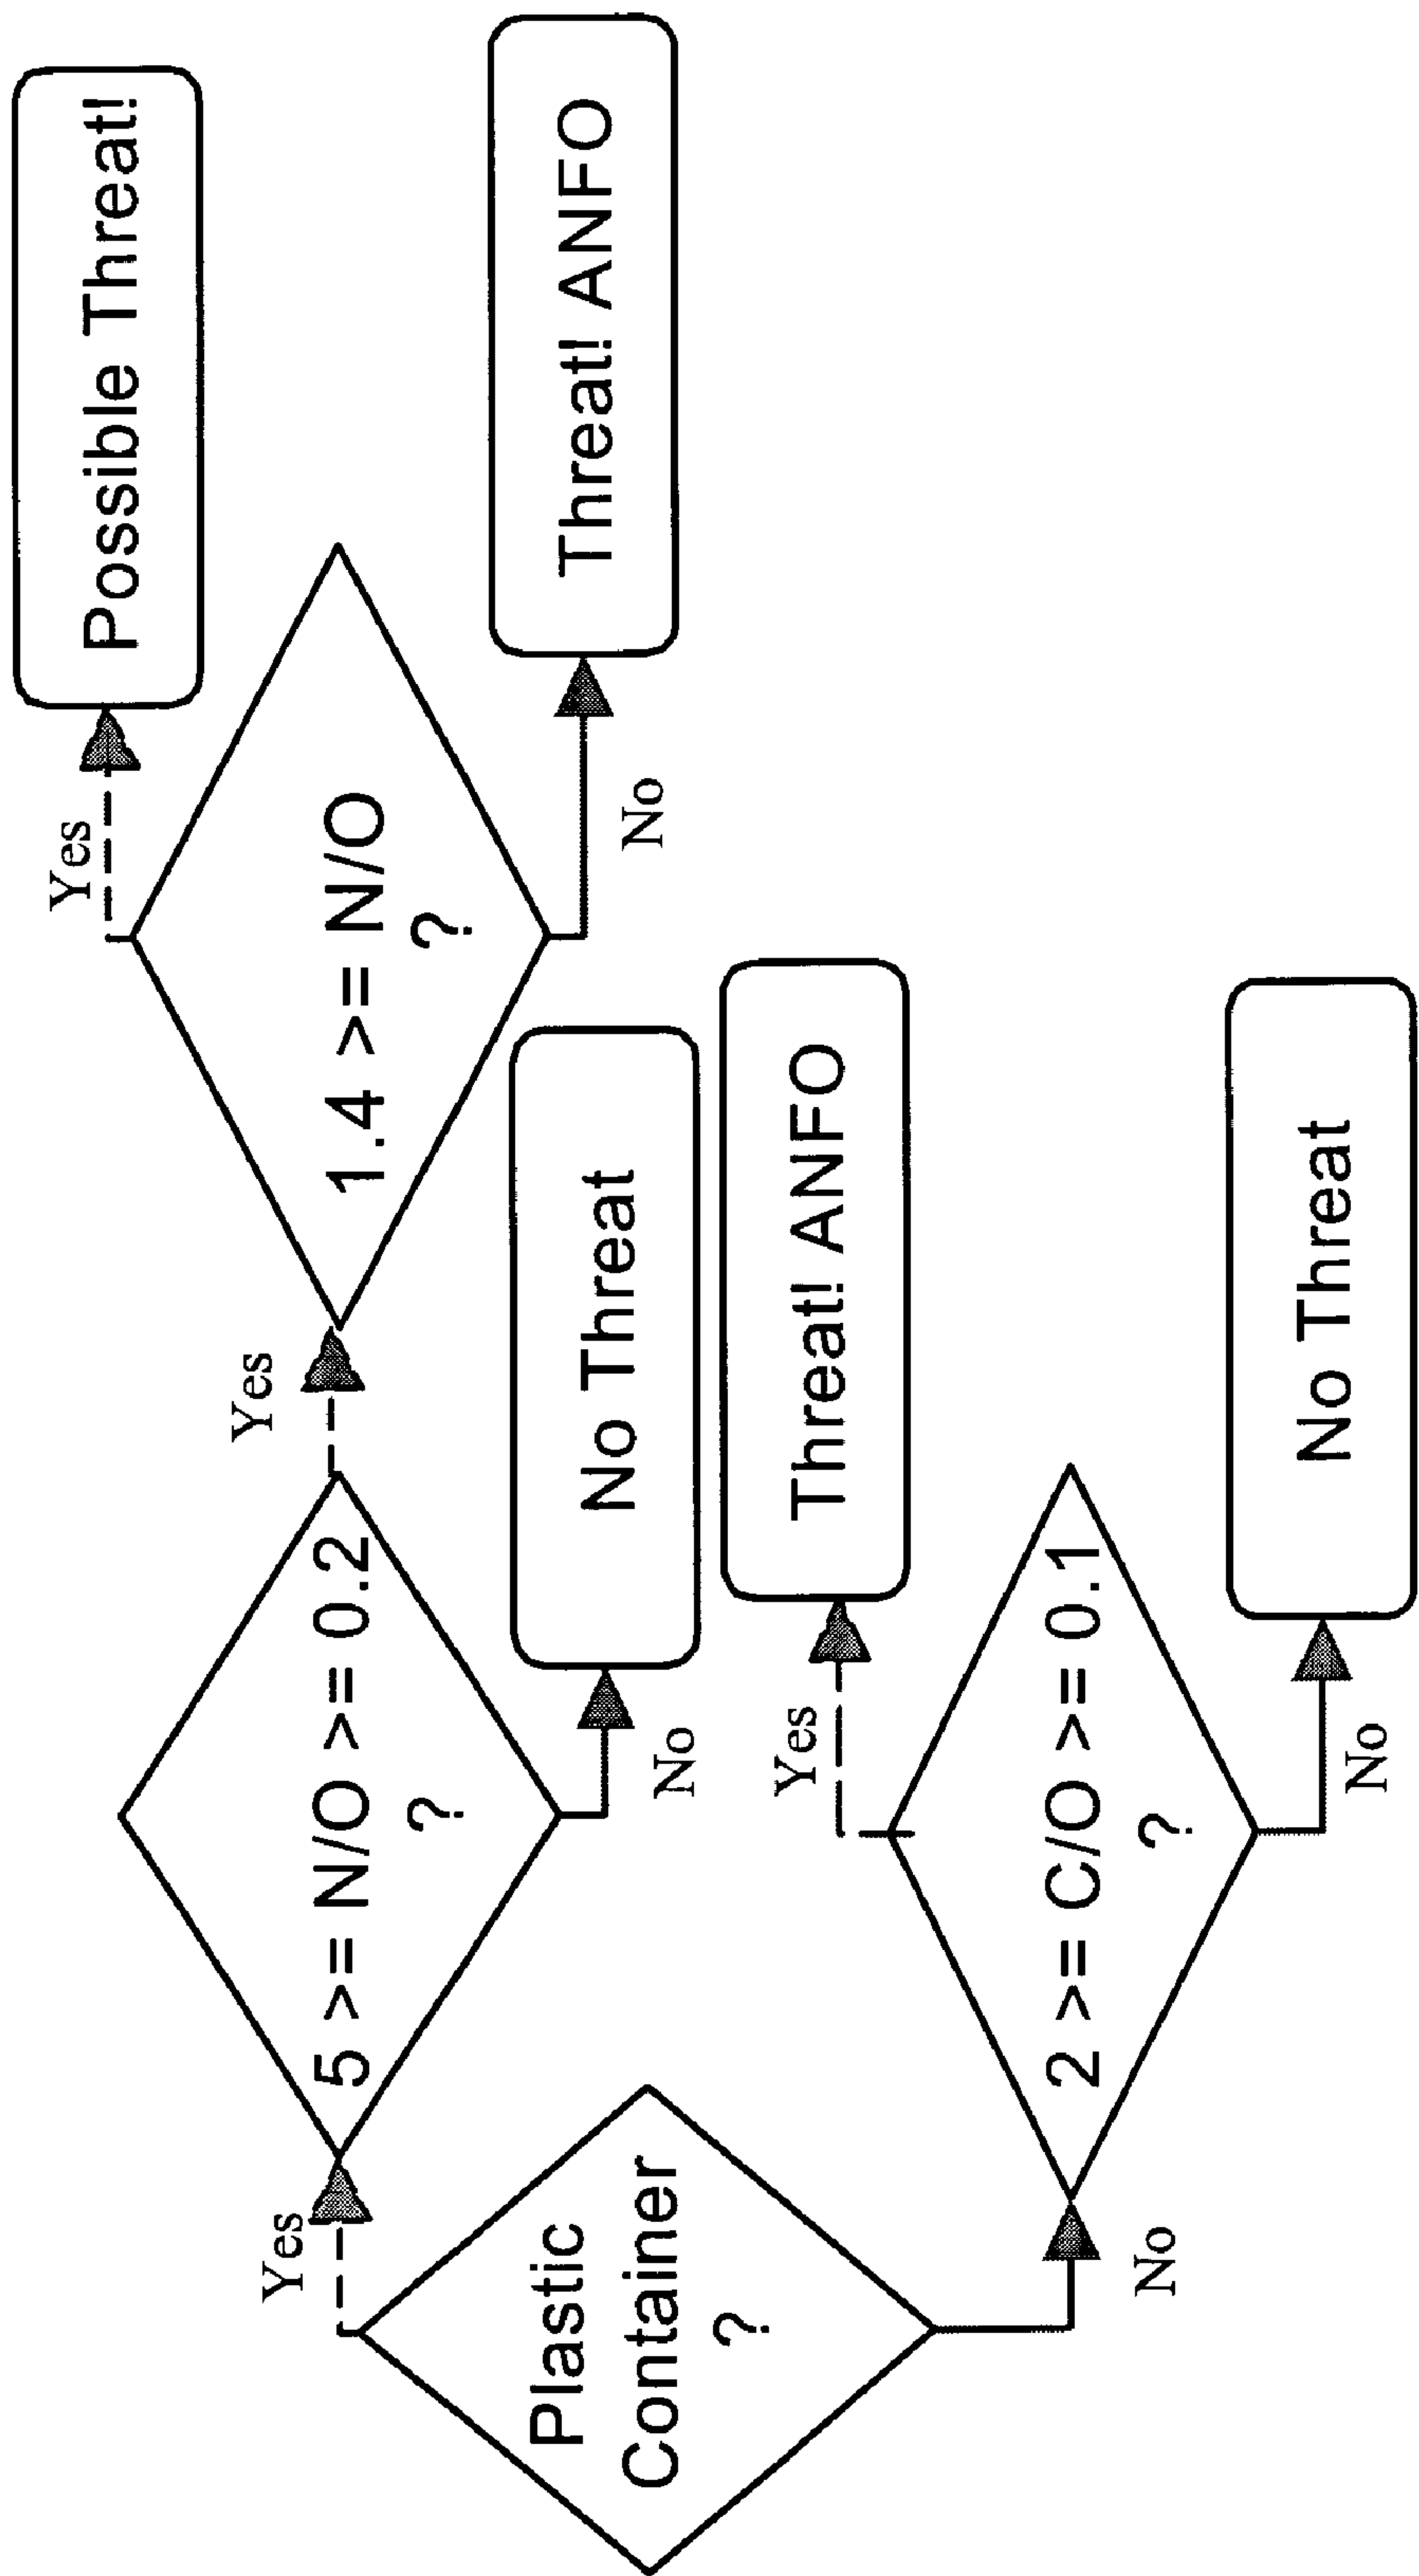 Plastic
Container
?
Yes
No
5 >= N/O >= 0.2
?
Yes
No
No Threat
1.4 >= N/O
?
Yes
Possible Threat!
No
Threat! ANFO
2 >= C/O >= 0.1
?
Yes
Threat! ANFO
No
No Threat